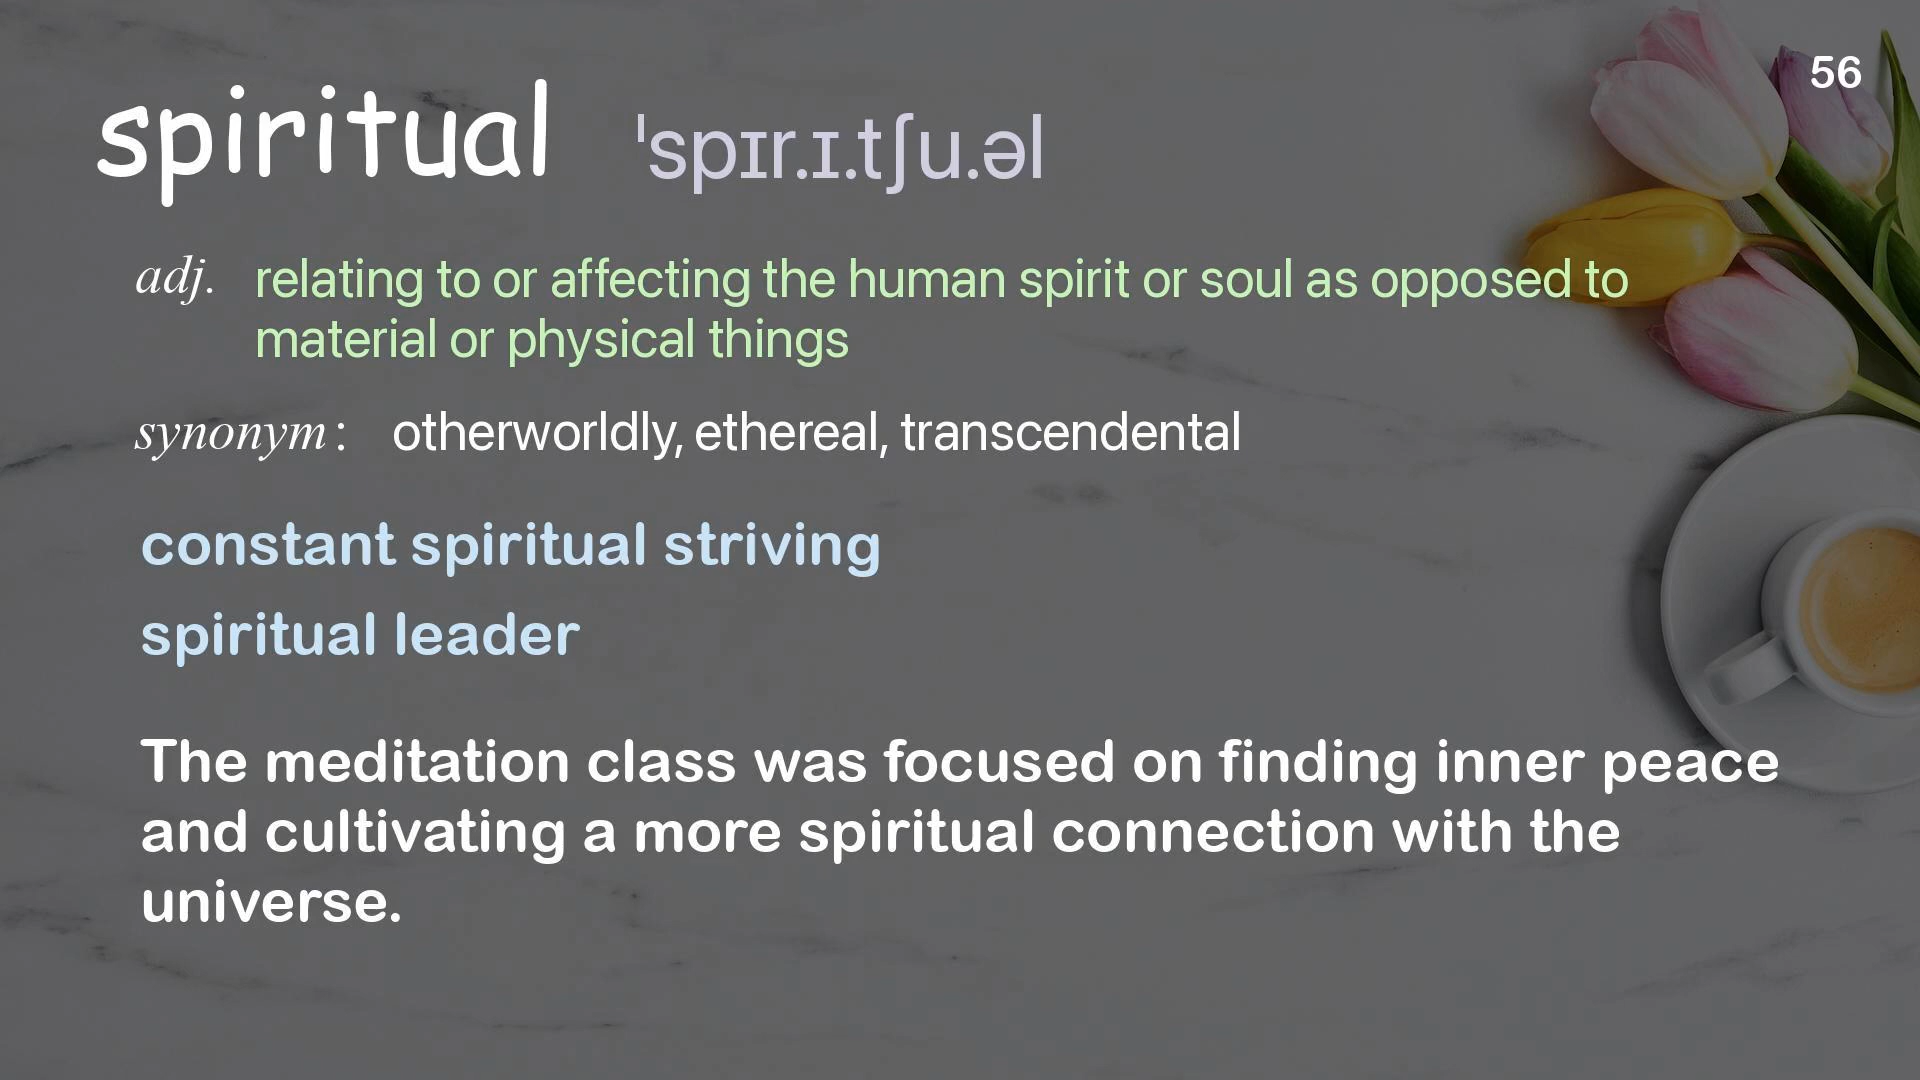 56
spiritual ˈspɪr.ɪ.tʃu.əl
adj. relating to or affecting the human spirit or soul as opposed to
material or physical things
synonym: otherworldly, ethereal, transcendental
constant spiritual striving
spiritual leader
The meditation class was focused on finding inner peace
and cultivating a more spiritual connection with the
universe.